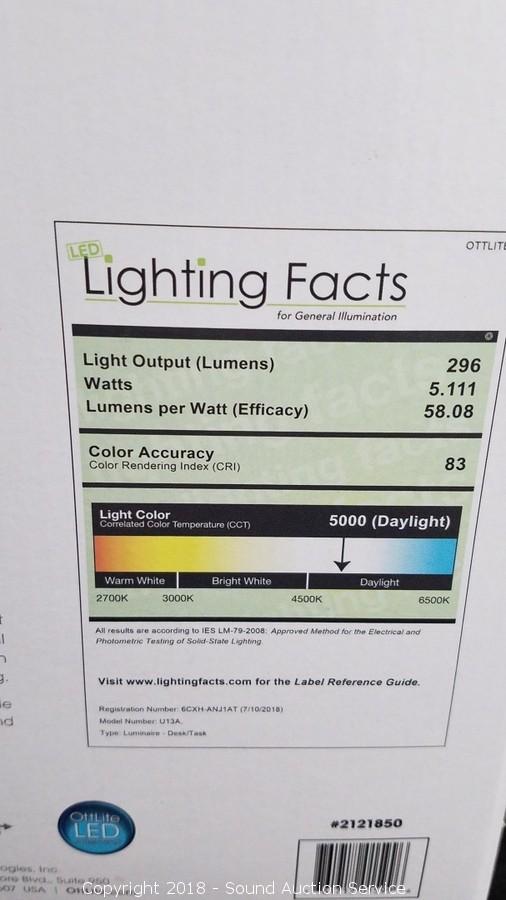 OTTLITE
LED
Lighting Facts
for General Illumination
Light Output (Lumens) 296
Watts 5.111
Lumens per Watt (Efficacy) 58.08
Color Accuracy
Color Rendering Index (CRI) 83
Light Color
Correlated Color Temperature (CCT) 5000 (Daylight)
Warm White Bright White Daylight
2700K 3000K 4500K 6500K
All results are according to IES LM-79-2008: Approved Method for the Electrical and
Photometric Testing of Solid-State Lighting.
Visit www.lightingfacts.com for the Label Reference Guide.
Registration Number: 6CXH-ANJ1AT (7/10/2018)
Model Number: U13A.
Type: Luminaire - Desk/Task
OttLite
LED
#2121850
Blvd., Suite
USA
Copyright 2018 - Sound Auction Service